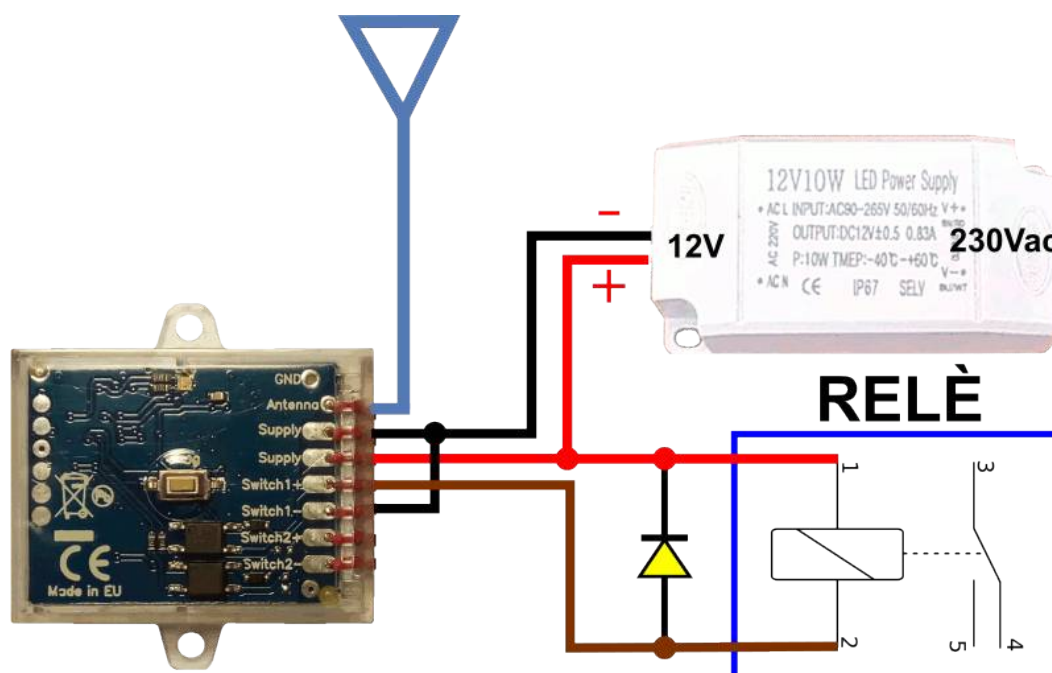 12V10W LED Power Supply
• AC L INPUT:AC90-265V 50/60Hz V+•
AC 220V
OUTPUT:DC12V±0.5 0.83A
P:10W TMEP:-40℃-+60℃
V-•
• AC N CE IP67 SELV BLU/WT
-
12V
230Vac
+
RELÈ
GND
Antenna
Supply
Supply
Switch1+
Switch1-
Switch2+
Switch2-
CE
Made in EU
1
3
2
5
4